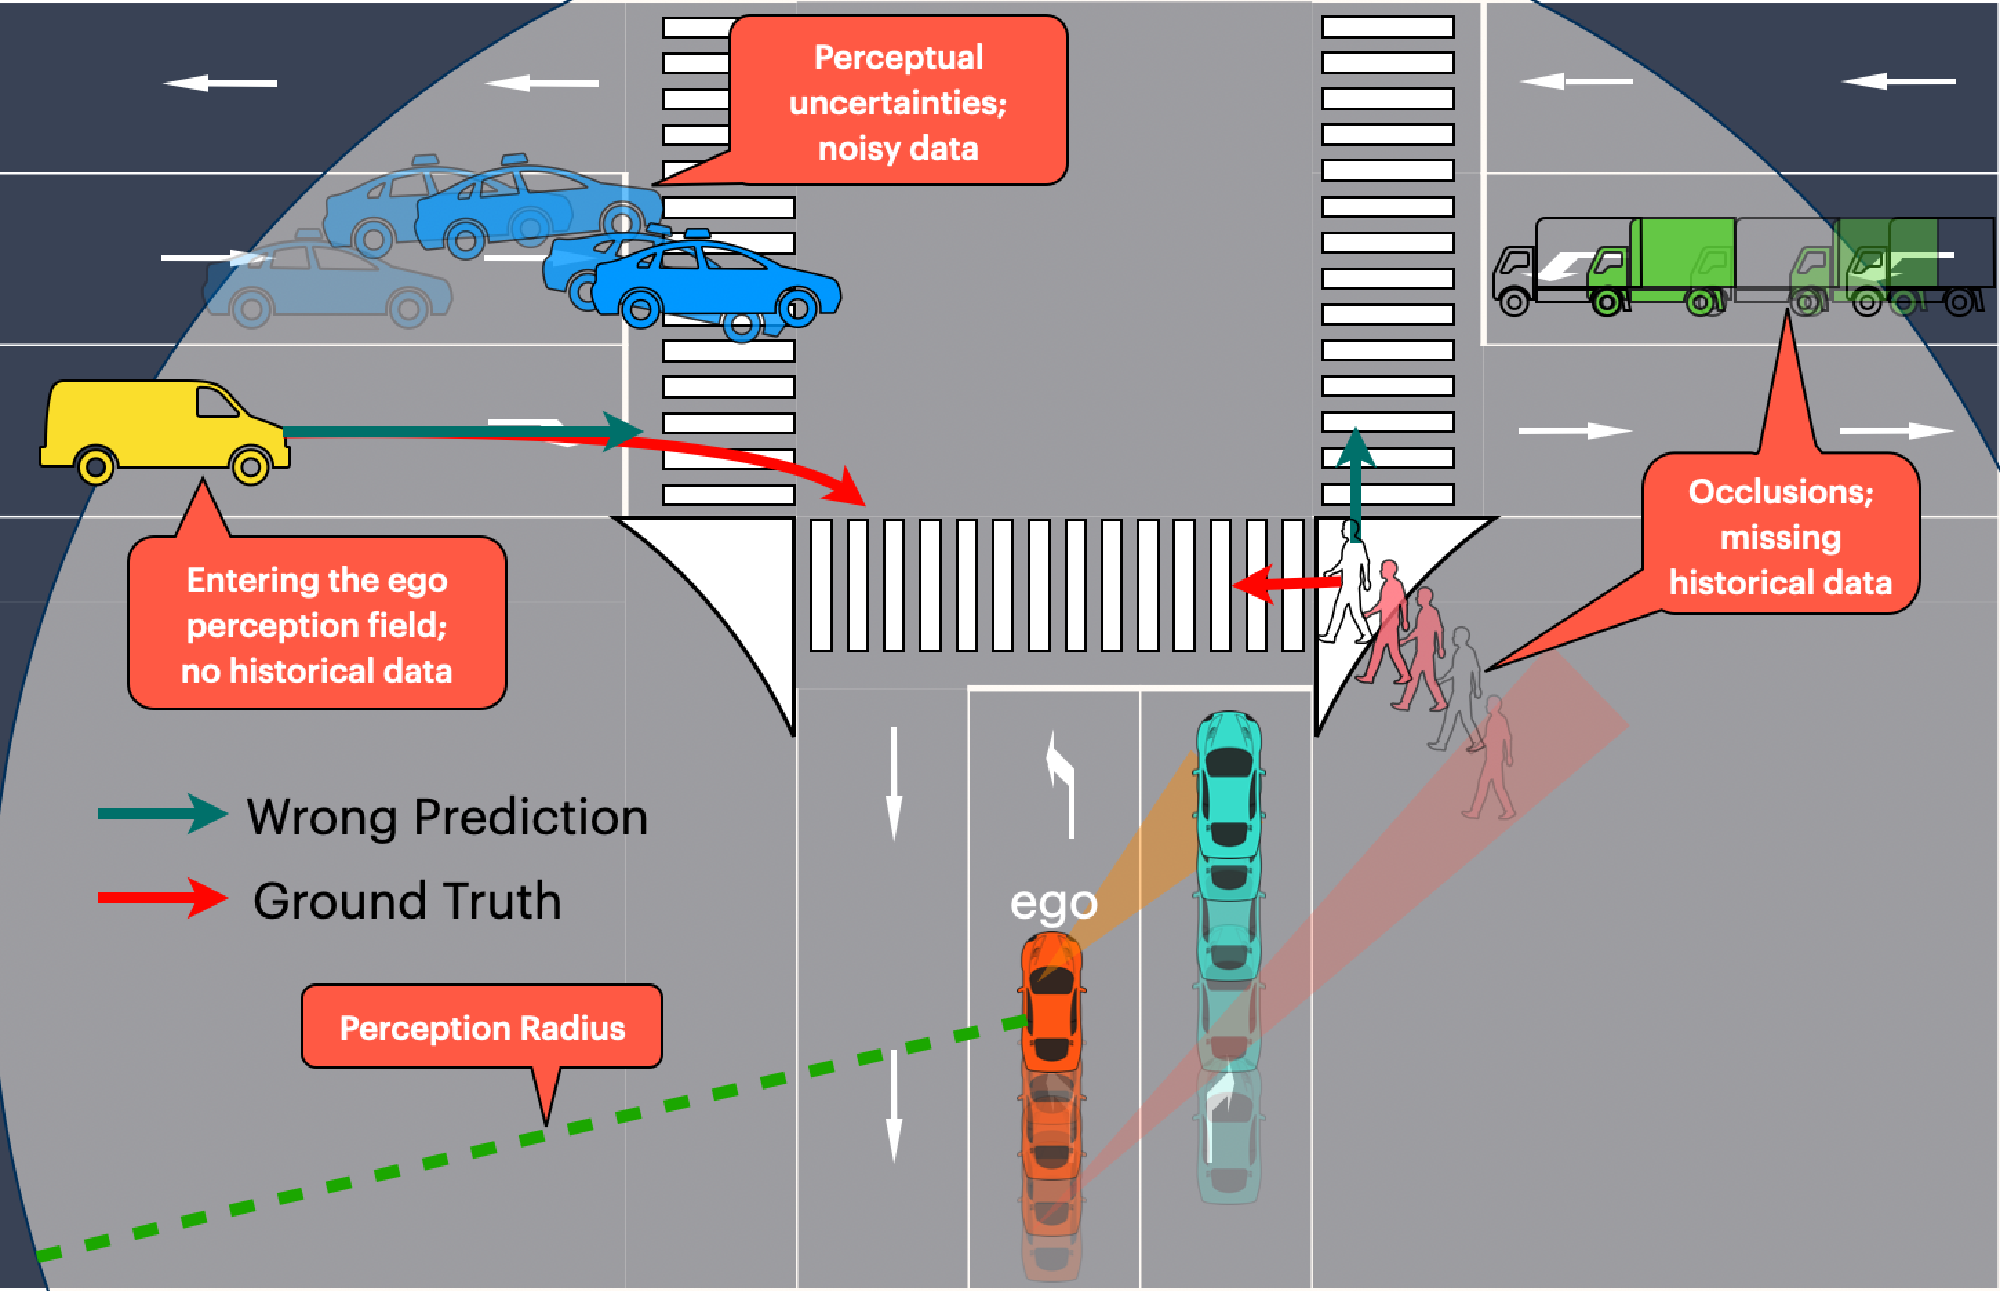 Perceptual
uncertainties;
noisy data
Occlusions;
missing
historical data
Entering the ego
perception field;
no historical data
Wrong Prediction
Ground Truth
ego
Perception Radius